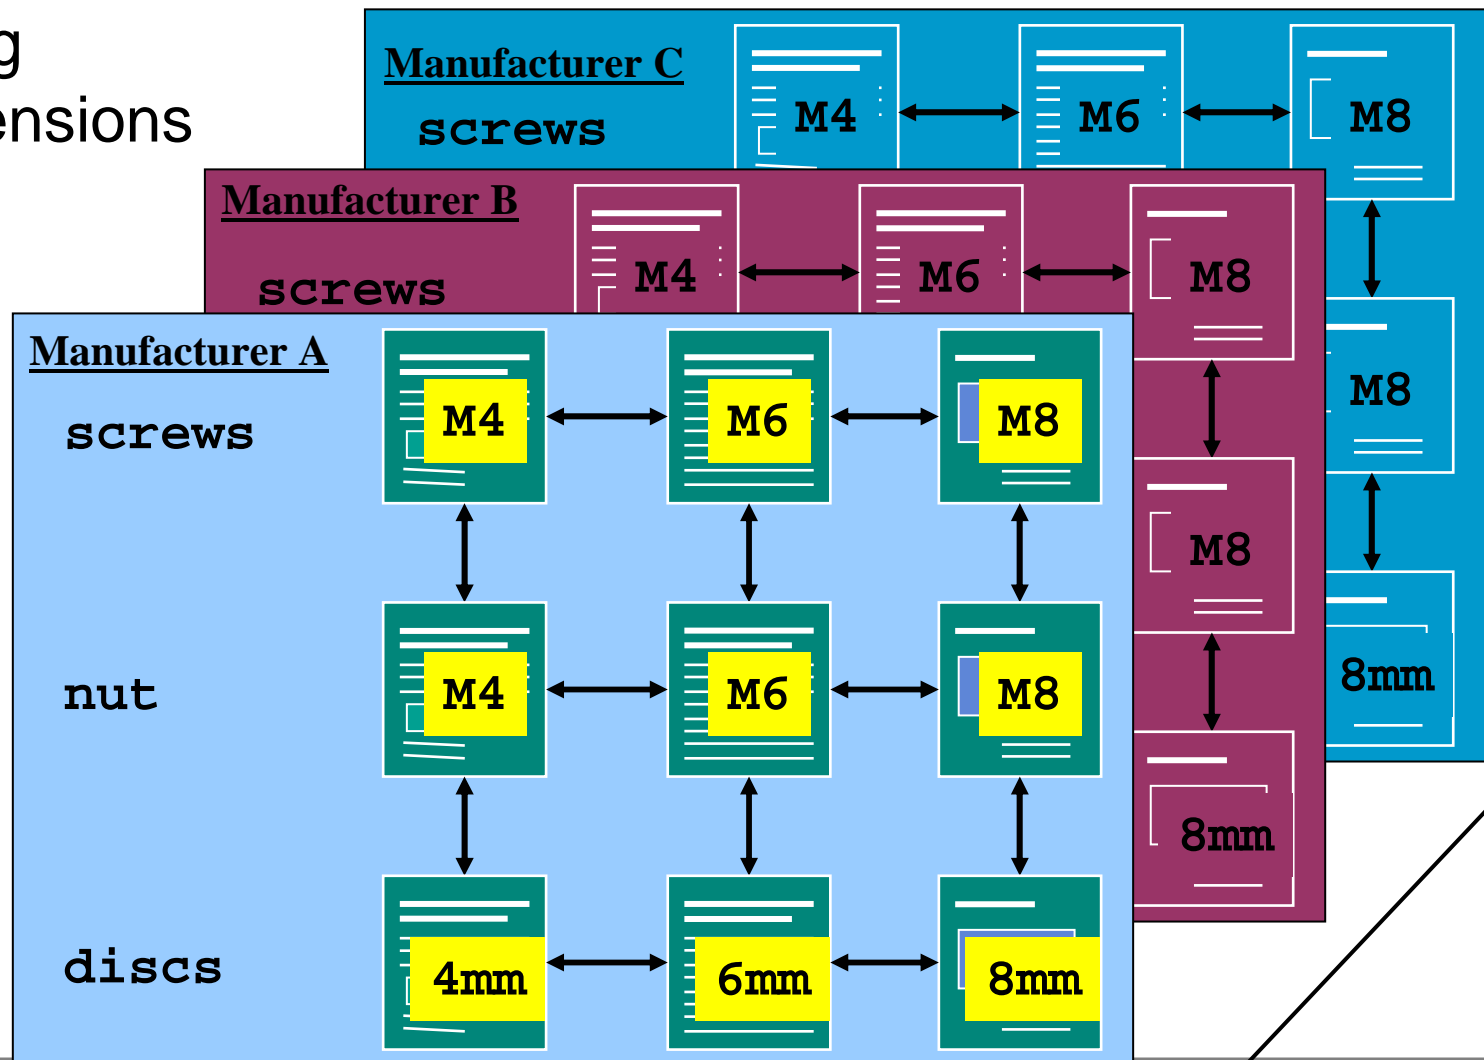 g
ensions
Manufacturer C
screws M4 M6 M8
Manufacturer B
screws M4 M6 M8
Manufacturer A
screws M4 M6 M8
M8
M8
nut M4 M6 M8
8mm
8mm
discs 4mm 6mm 8mm